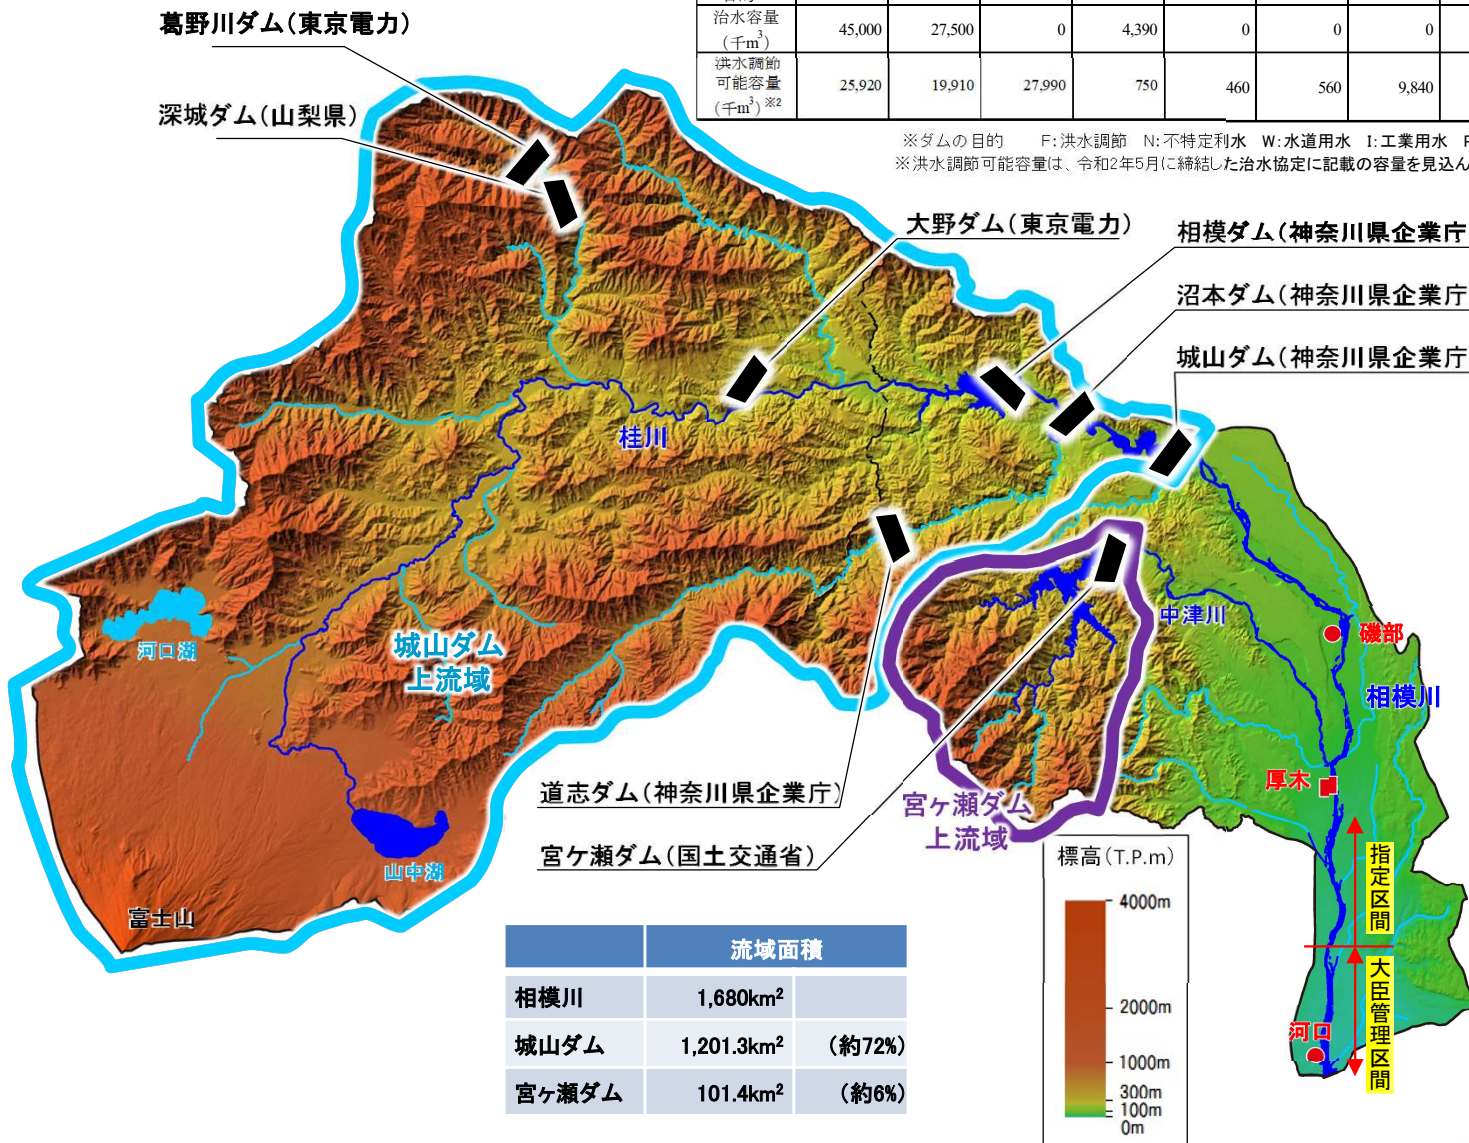 葛野川ダム(東京電力)
深城ダム(山梨県)
治水容量
(千m³) 45,000 27,500 0 4,390 0 0 0
洪水調節
可能容量
(千m³)※2 25,920 19,910 27,990 750 460 560 9,840
※ダムの目的 F:洪水調節 N:不特定利水 W:水道用水 I:工業用水
※洪水調節可能容量は、令和2年5月に締結した治水協定に記載の容量を見込ん
大野ダム(東京電力)
相模ダム(神奈川県企業庁
沼本ダム(神奈川県企業庁
城山ダム(神奈川県企業庁
桂川
中津川
磯部
河口湖
城山ダム
上流域
相模川
道志ダム(神奈川県企業庁)
厚木
宮ヶ瀬ダム
上流域
宮ケ瀬ダム(国土交通省)
山中湖
富士山
標高(T.P.m)
4000m
2000m
1000m
300m
100m
0m
指定区間
大臣管理区間
河口
流域面積
相模川 1,680km²
城山ダム 1,201.3km² (約72%)
宮ヶ瀬ダム 101.4km² (約6%)